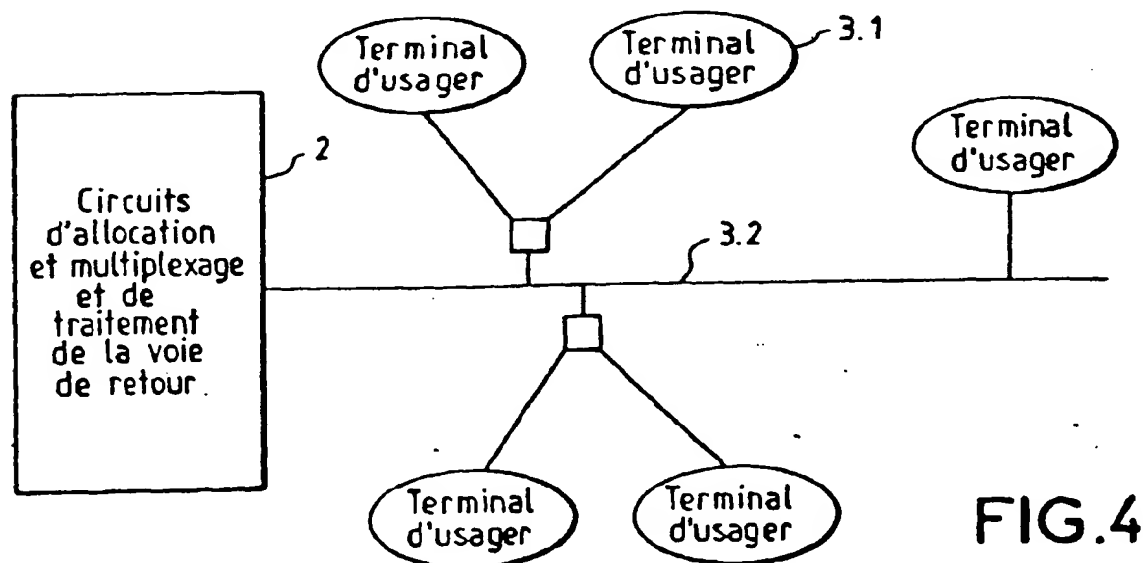 Terminal
d'usager
Terminal
d'usager
3.1
Terminal
d'usager
2
Circuits
d'allocation
et multiplexage
et de
traitement
de la voie
de retour.
3.2
Terminal
d'usager
Terminal
d'usager
FIG.4